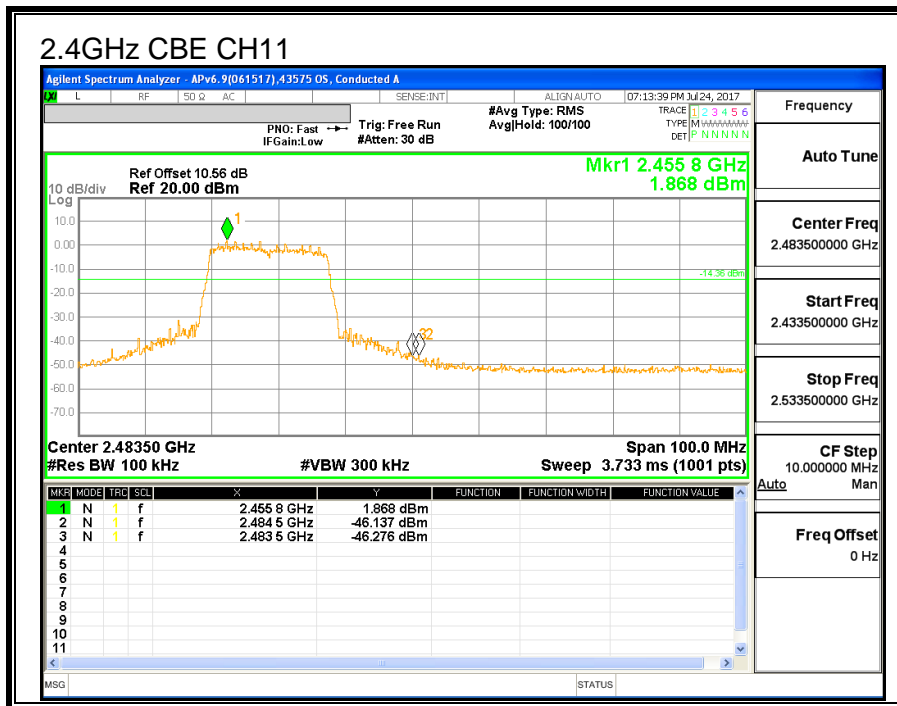 2.4GHz CBE CH11
Agilent Spectrum Analyzer - APv6.9(061517),43575 OS, Conducted A
LXI L RF 50 Ω AC SENSE:INT ALIGN AUTO 07:13:39 PM Jul 24, 2017
PNO: Fast
IFGain:Low
Trig: Free Run
#Atten: 30 dB
#Avg Type: RMS
Avg|Hold: 100/100
TRACE 1 2 3 4 5 6
TYPE M WWWWW
DET P N N N N N
Mkr1 2.455 8 GHz
1.868 dBm
Ref Offset 10.56 dB
10 dB/div Ref 20.00 dBm
Log
10.0
0.00
-10.0
-20.0
-30.0
-40.0
-50.0
-60.0
-70.0
1
-14.36 dBm
32
Center 2.48350 GHz Span 100.0 MHz
#Res BW 100 kHz #VBW 300 kHz Sweep 3.733 ms (1001 pts)
MKR MODE TRC SCL X Y FUNCTION FUNCTION WIDTH FUNCTION VALUE
1 N 1 f 2.455 8 GHz 1.868 dBm
2 N 1 f 2.484 5 GHz -46.137 dBm
3 N 1 f 2.483 5 GHz -46.276 dBm
4
5
6
7
8
9
10
11
MSG STATUS
Frequency
Auto Tune
Center Freq
2.483500000 GHz
Start Freq
2.433500000 GHz
Stop Freq
2.533500000 GHz
CF Step
10.000000 MHz
Auto Man
Freq Offset
0 Hz